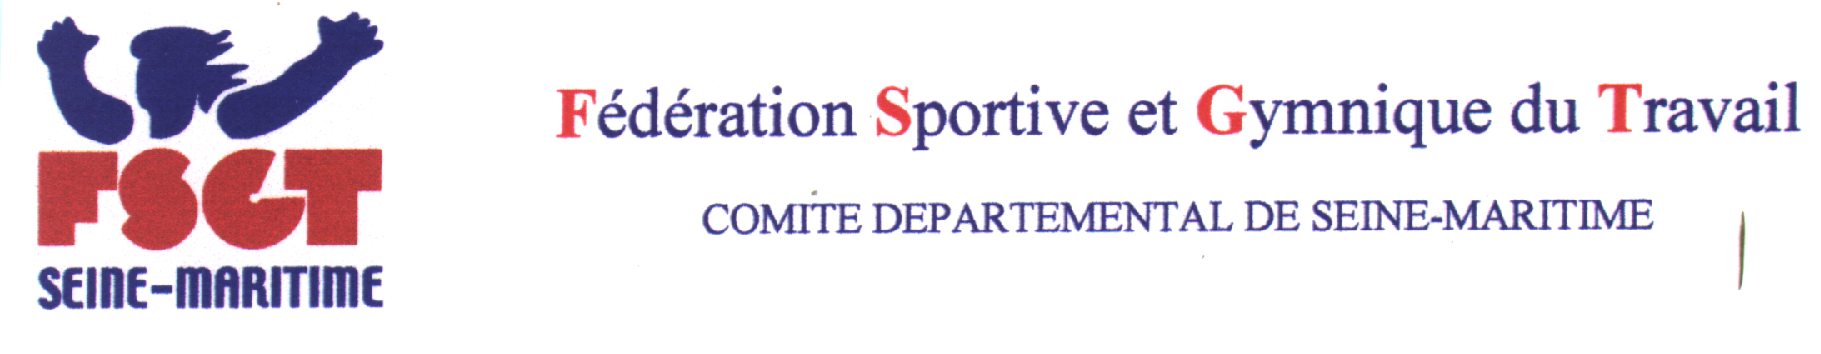 FSGT
SEINE-MARITIME
Fédération Sportive et Gymnique du Travail
COMITE DEPARTEMENTAL DE SEINE-MARITIME